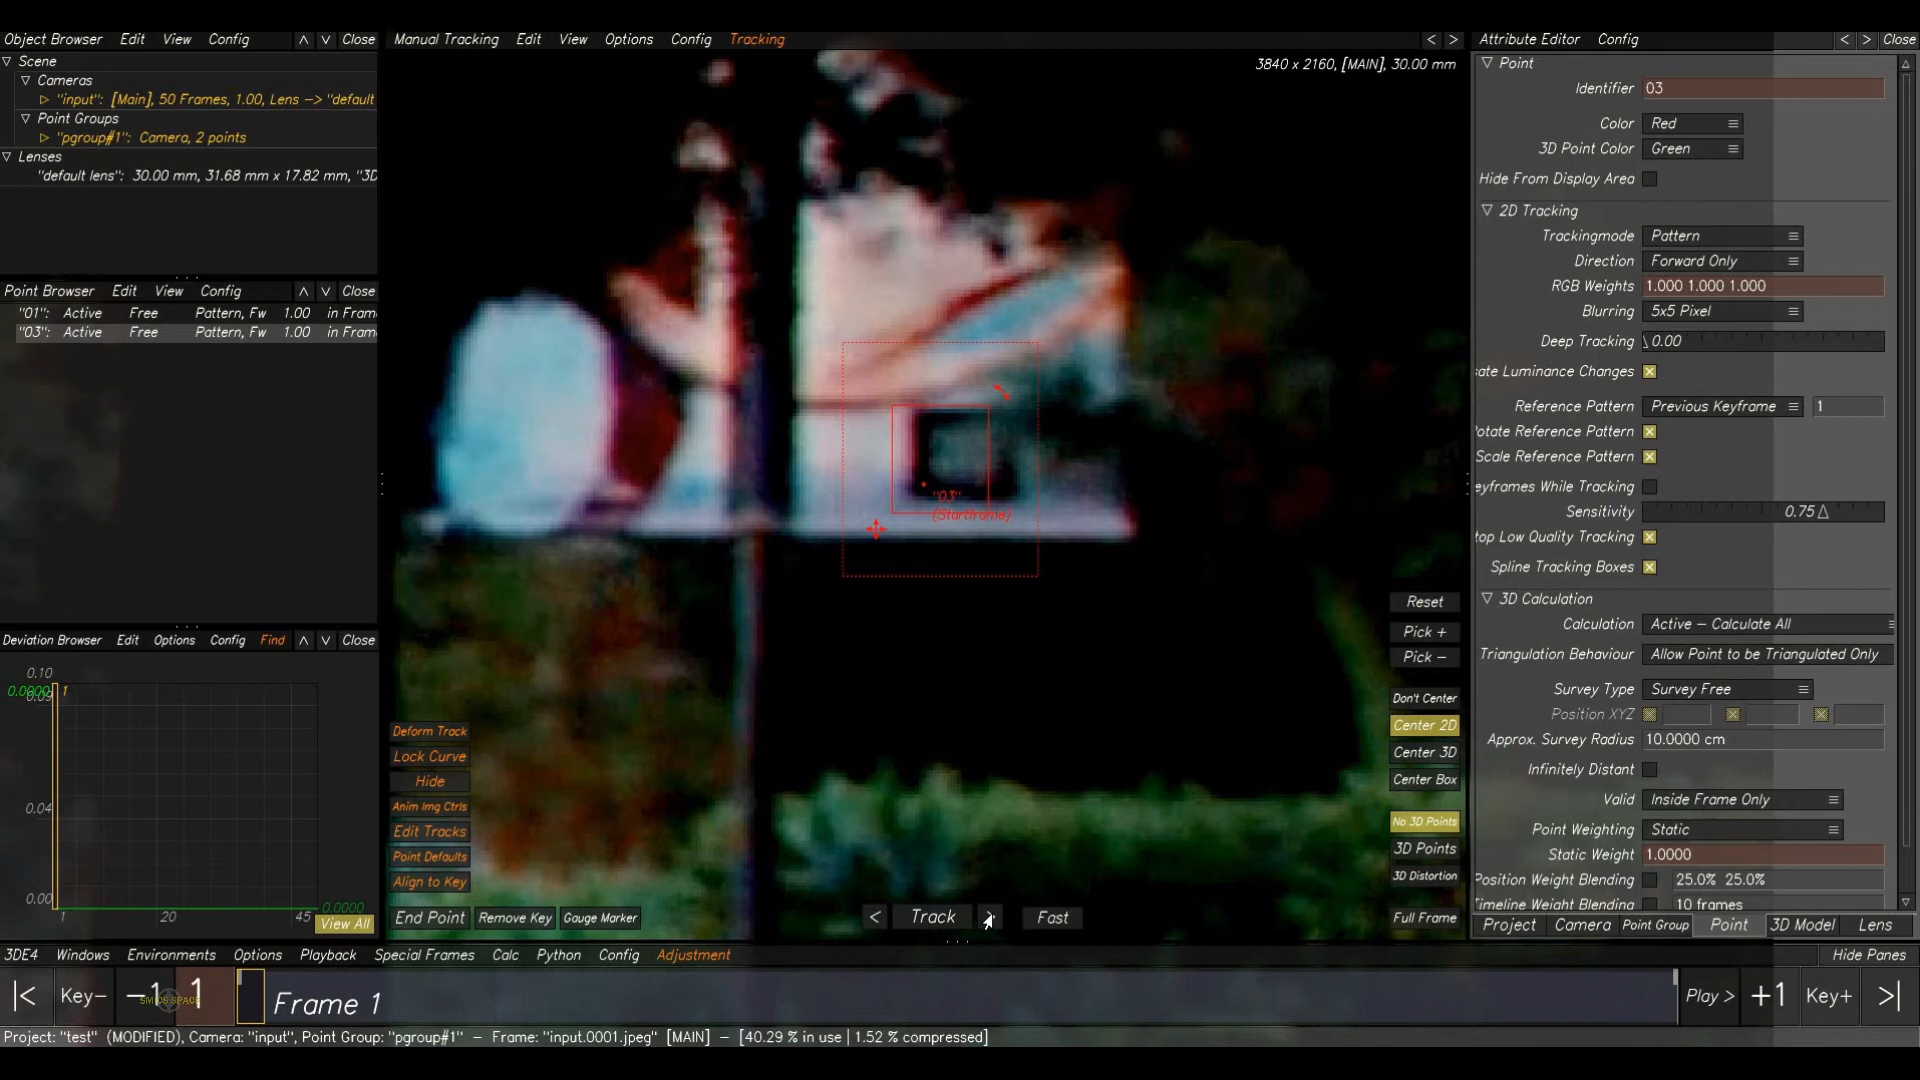 Object Browser Edit View Config Close
Scene
Cameras
"input": [Main], 50 Frames, 1.00, Lens -> "default
Point Groups
"pgroup#1": Camera, 2 points
Lenses
"default lens": 30.00 mm, 31.68 mm x 17.82 mm, "3D
Point Browser Edit View Config Close
"01": Active Free Pattern, Fw 1.00 in Fram
"03": Active Free Pattern, Fw 1.00 in Fram
Deviation Browser Edit Options Config Find Close
0.10
0.0000
0.09
1
0.04
0.00
0.0000
1 20 45
View All
Manual Tracking Edit View Options Config Tracking < >
3840 x 2160, [MAIN], 30.00 mm
"03"
(Startframe)
Reset
Pick +
Pick -
Don't Center
Center 2D
Center 3D
Center Box
No 3D Points
3D Points
3D Distortion
Full Frame
Deform Track
Lock Curve
Hide
Anim Img Ctrls
Edit Tracks
Point Defaults
Align to Key
End Point Remove Key Gauge Marker < Track Fast
Attribute Editor Config < > Close
Point
Identifier 03
Color Red
3D Point Color Green
Hide From Display Area
2D Tracking
Trackingmode Pattern
Direction Forward Only
RGB Weights 1.000 1.000 1.000
Blurring 5x5 Pixel
Deep Tracking 0.00
sate Luminance Changes
Reference Pattern Previous Keyframe 1
Rotate Reference Pattern
Scale Reference Pattern
eyframes While Tracking
Sensitivity 0.75
top Low Quality Tracking
Spline Tracking Boxes
3D Calculation
Calculation Active - Calculate All
Triangulation Behaviour Allow Point to be Triangulated Only
Survey Type Survey Free
Position XYZ
Approx. Survey Radius 10.0000 cm
Infinitely Distant
Valid Inside Frame Only
Point Weighting Static
Static Weight 1.0000
Position Weight Blending 25.0% 25.0%
Timeline Weight Blending 10 frames
Project Camera Point Group Point 3D Model Lens
3DE4 Windows Environments Options Playback Special Frames Calc Python Config Adjustment Hide Panes
|< Key- -1 1 Frame 1 Play > +1 Key+ >|
Project: "test" (MODIFIED), Camera: "input", Point Group: "pgroup#1" - Frame: "input.0001.jpeg" [MAIN] - [40.29 % in use | 1.52 % compressed]